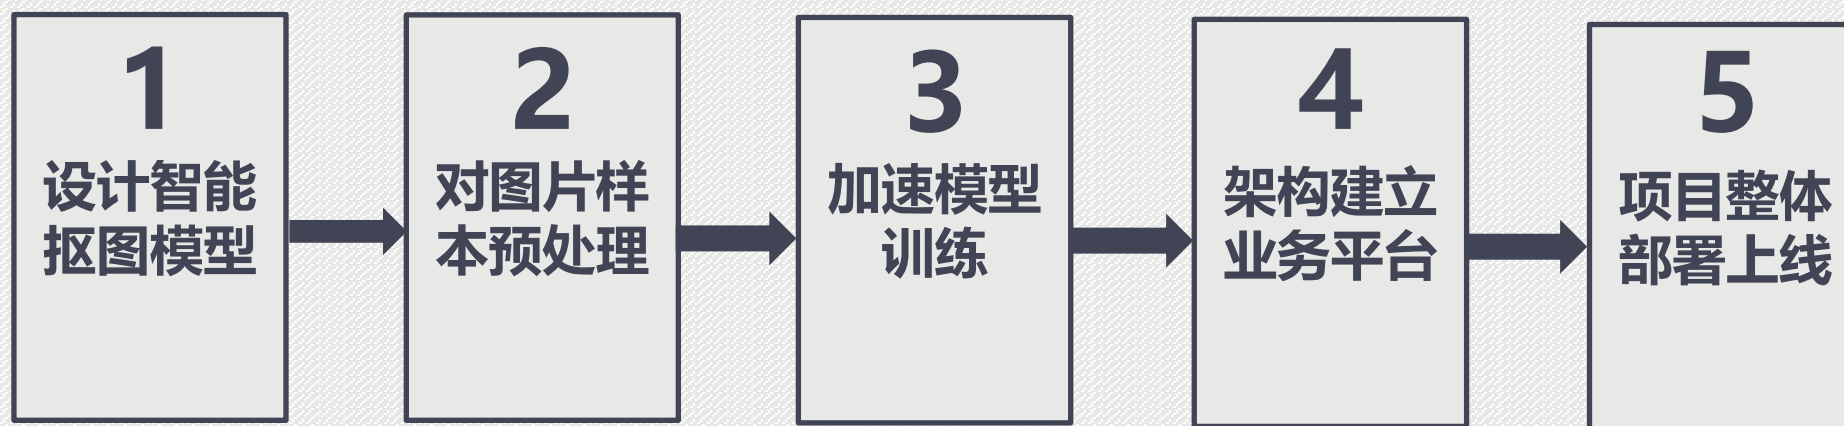 1
设计智能
抠图模型
2
对图片样
本预处理
3
加速模型
训练
4
架构建立
业务平台
5
项目整体
部署上线